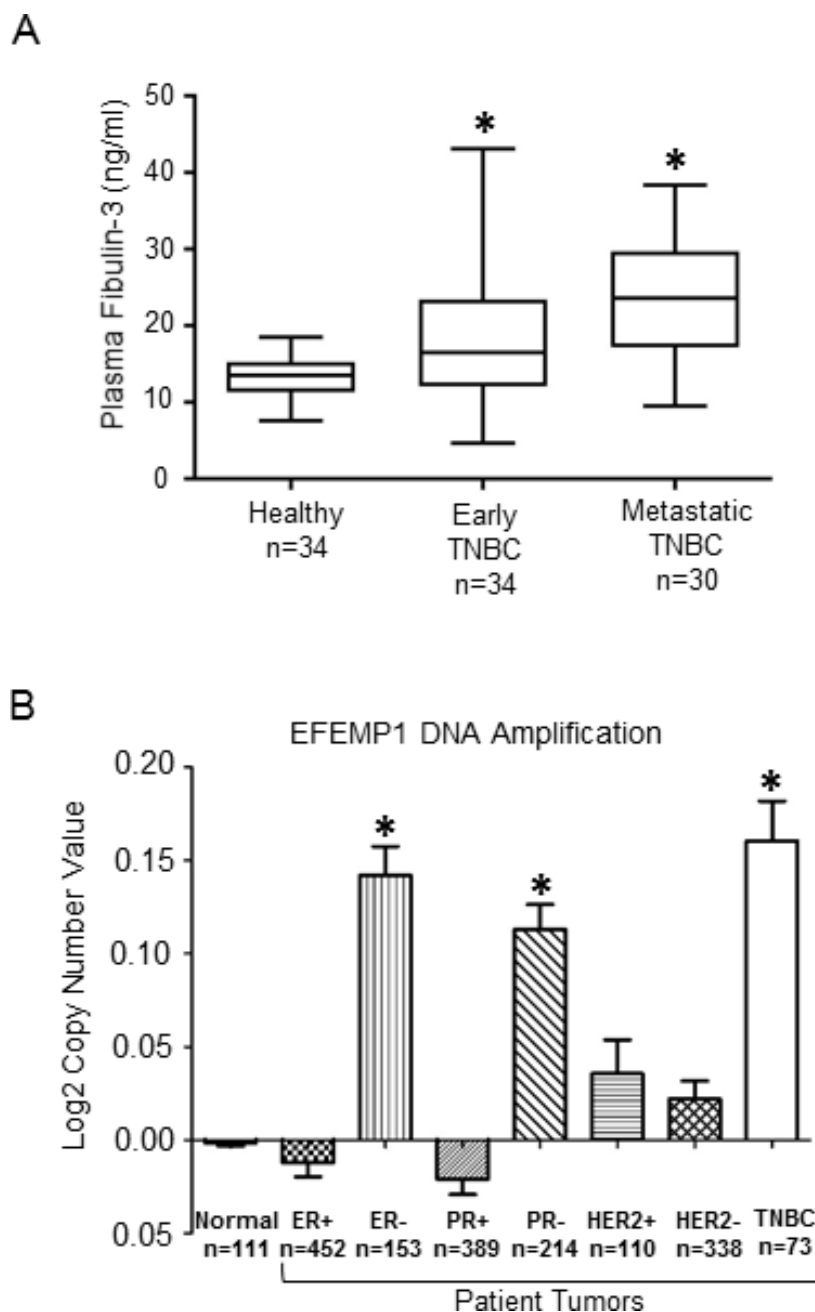 A
50
40
30
20
10
0
Plasma Fibulin-3 (ng/ml)
*
*
Healthy
n=34
Early
TNBC
n=34
Metastatic
TNBC
n=30
B
EFEMP1 DNA Amplification
0.20
0.15
0.10
0.05
0.00
0.05
Log2 Copy Number Value
*
*
*
Normal
n=111
ER+
n=452
ER-
n=153
PR+
n=389
PR-
n=214
HER2+
n=110
HER2-
n=338
TNBC
n=73
Patient Tumors